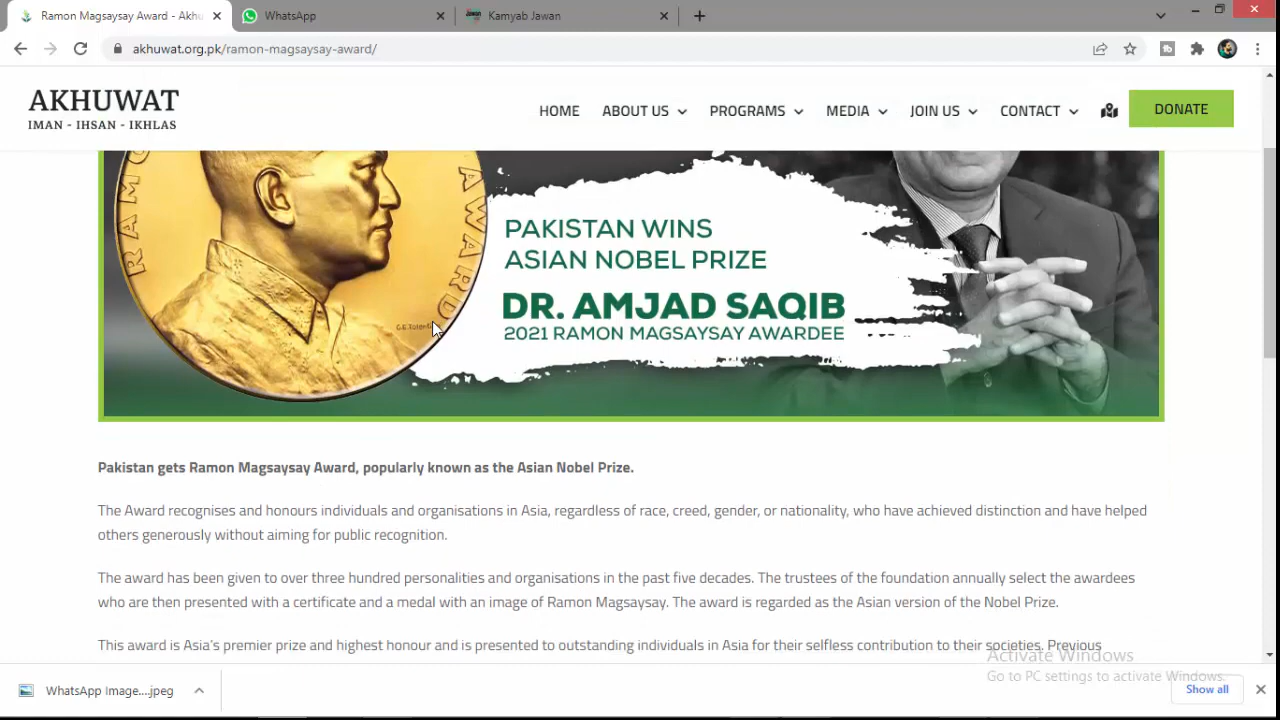 Ramon Magsaysay Award - Akhu
WhatsApp
Kamyab Jawan
akhuwat.org.pk/ramon-magsaysay-award/
AKHUWAT
IMAN - IHSAN - IKHLAS
HOME ABOUT US PROGRAMS MEDIA JOIN US CONTACT DONATE
RAMO
AWARD
PAKISTAN WINS
ASIAN NOBEL PRIZE
DR. AMJAD SAQIB
2021 RAMON MAGSAYSAY AWARDEE
Pakistan gets Ramon Magsaysay Award, popularly known as the Asian Nobel Prize.
The Award recognises and honours individuals and organisations in Asia, regardless of race, creed, gender, or nationality, who have achieved distinction and have helped
others generously without aiming for public recognition.
The award has been given to over three hundred personalities and organisations in the past five decades. The trustees of the foundation annually select the awardees
who are then presented with a certificate and a medal with an image of Ramon Magsaysay. The award is regarded as the Asian version of the Nobel Prize.
This award is Asia's premier prize and highest honour and is presented to outstanding individuals in Asia for their selfless contribution to their societies. Previous
Activate Windows
Go to PC settings to activate Windows.
WhatsApp Image....jpeg
Show all